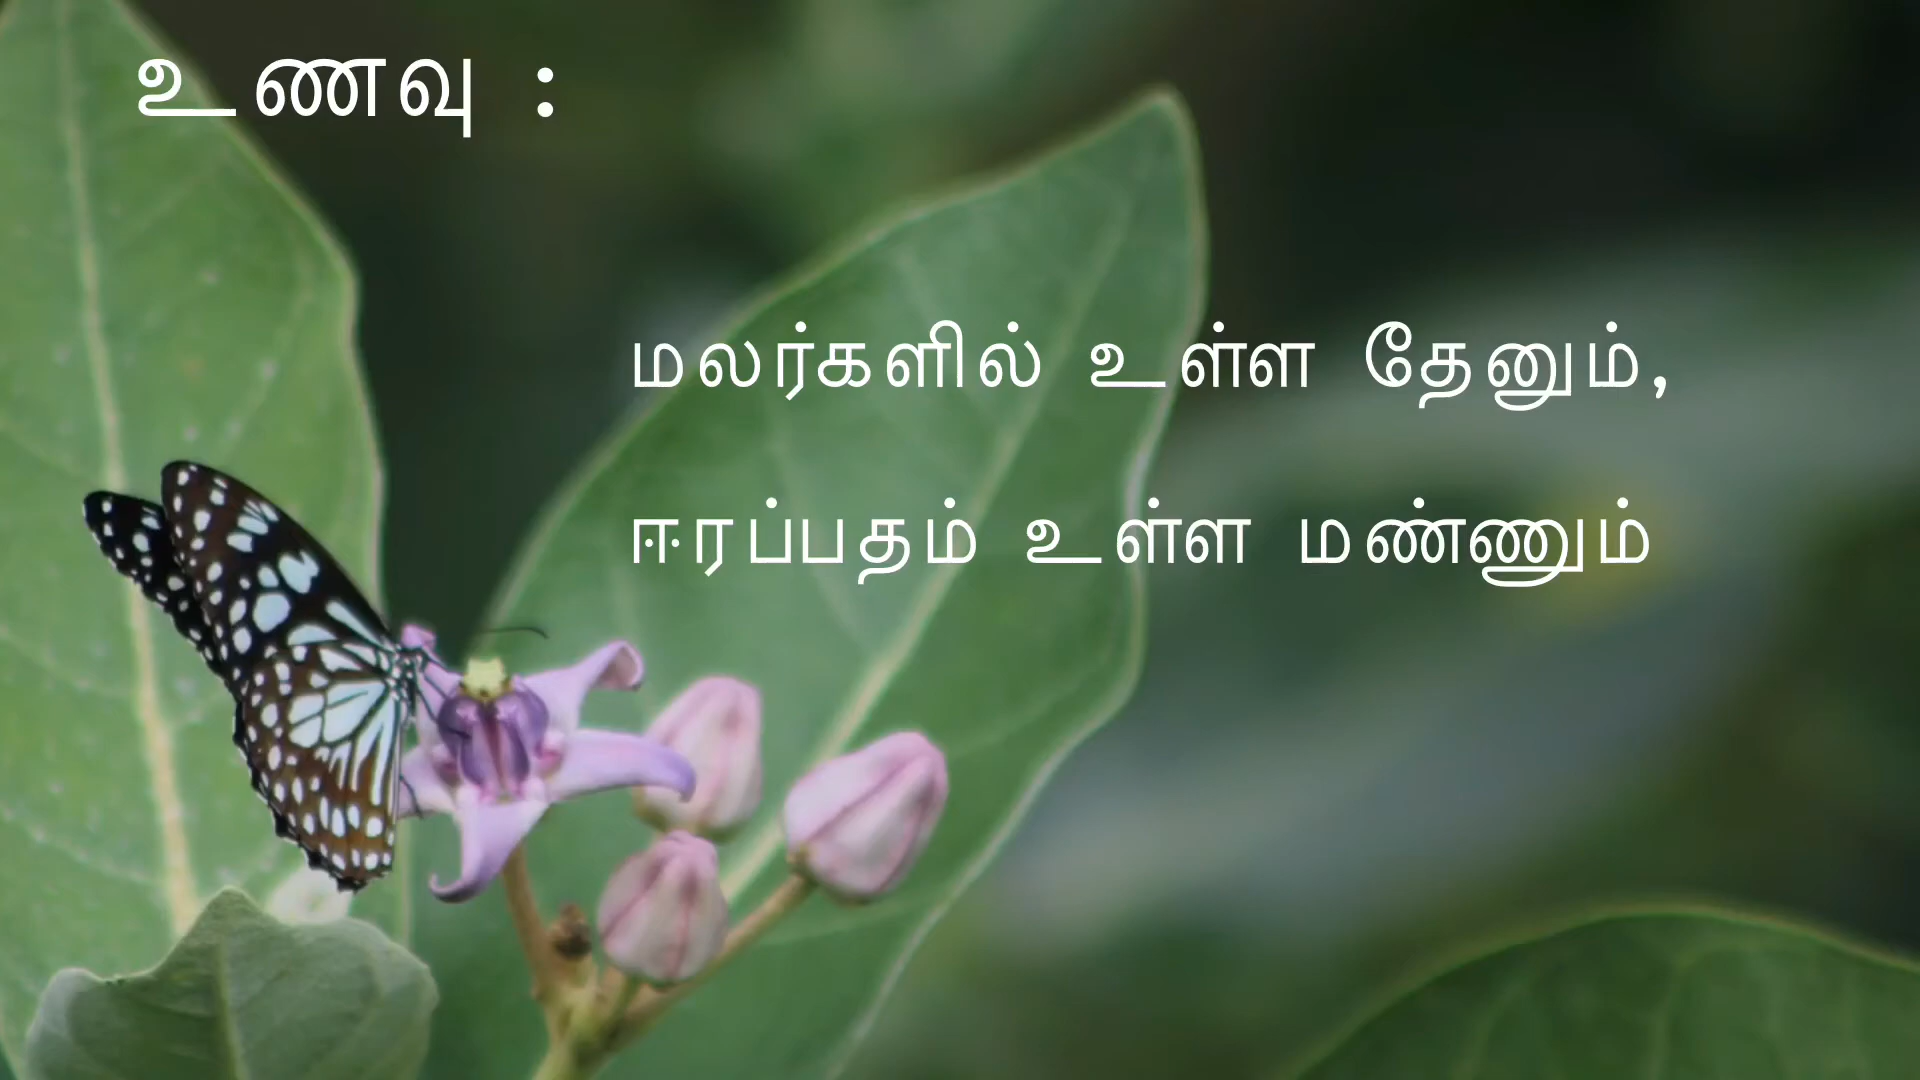 உணவு :
மலர்களில் உள்ள தேனும்,
ஈரப்பதம் உள்ள மண்ணும்